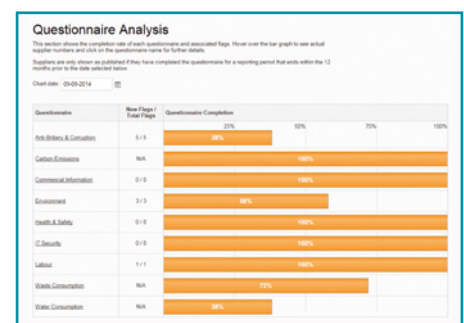 Questionnaire Analysis
This section shows the completion rate of each questionnaire and associated flags. Hover over the bar graph to see actual
supplier numbers and click on the questionnaire name for further details.
Suppliers are only shown as published if they have completed the questionnaire for a reporting period that ends within the 12
months prior to the date selected below.
Chart date: 09-09-2014
Questionnaire New Flags / Total Flags Questionnaire Completion
25% 50% 75% 100%
Anti-Bribery & Corruption 5 / 5 38%
Carbon Emissions N/A 100%
Commercial Information 0 / 0 100%
Environment 3 / 3
Health & Safety 0 / 0 100%
IT Security 0 / 0 100%
Labour 1 / 1 100%
Waste Consumption N/A 72%
Water Consumption N/A 38%